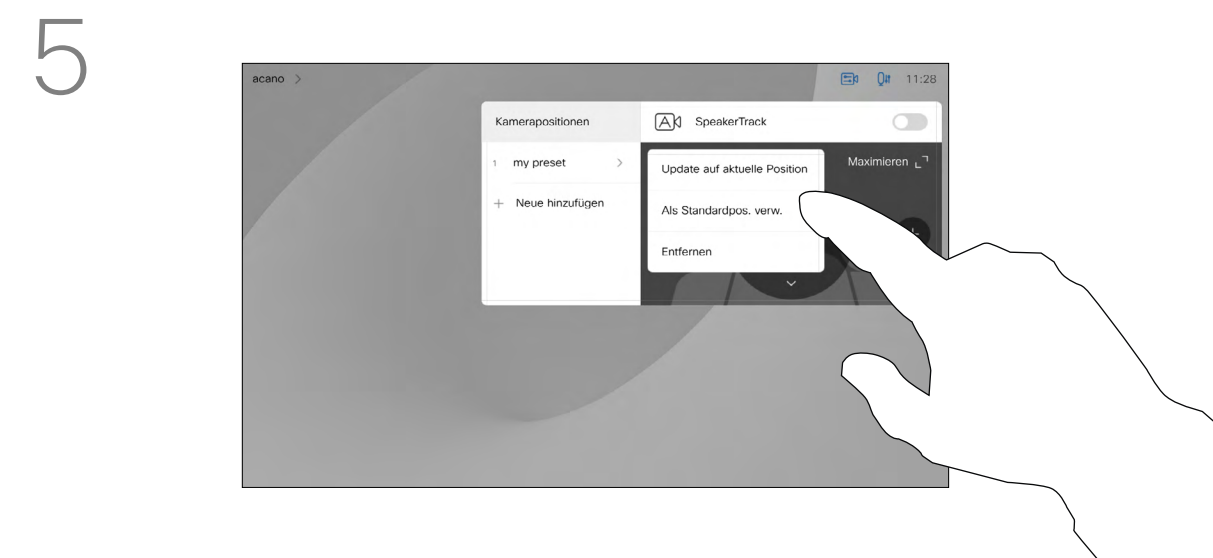 5
acano >
11:28
Kamerapositionen
SpeakerTrack
1 my preset >
Update auf aktuelle Position
Maximieren
+ Neue hinzufügen
Als Standardpos. verw.
Entfernen